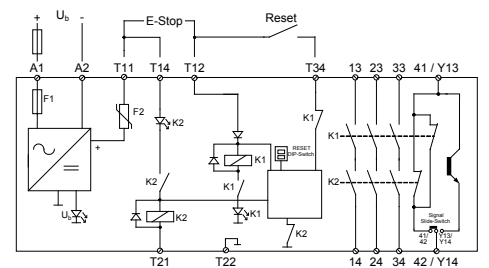 U_b
E-Stop
Reset
A1 A2 T11 T14 T12 T34 13 23 33 41 / Y13
F1
F2
+
K2
K1
K1
RESET
DIP-Switch
K1
K1
K2
K2
K1
K2
K2
U_b
Signal
Slide-Switch
41/
42
Y13/
Y14
T21 T22 14 24 34 42 / Y14